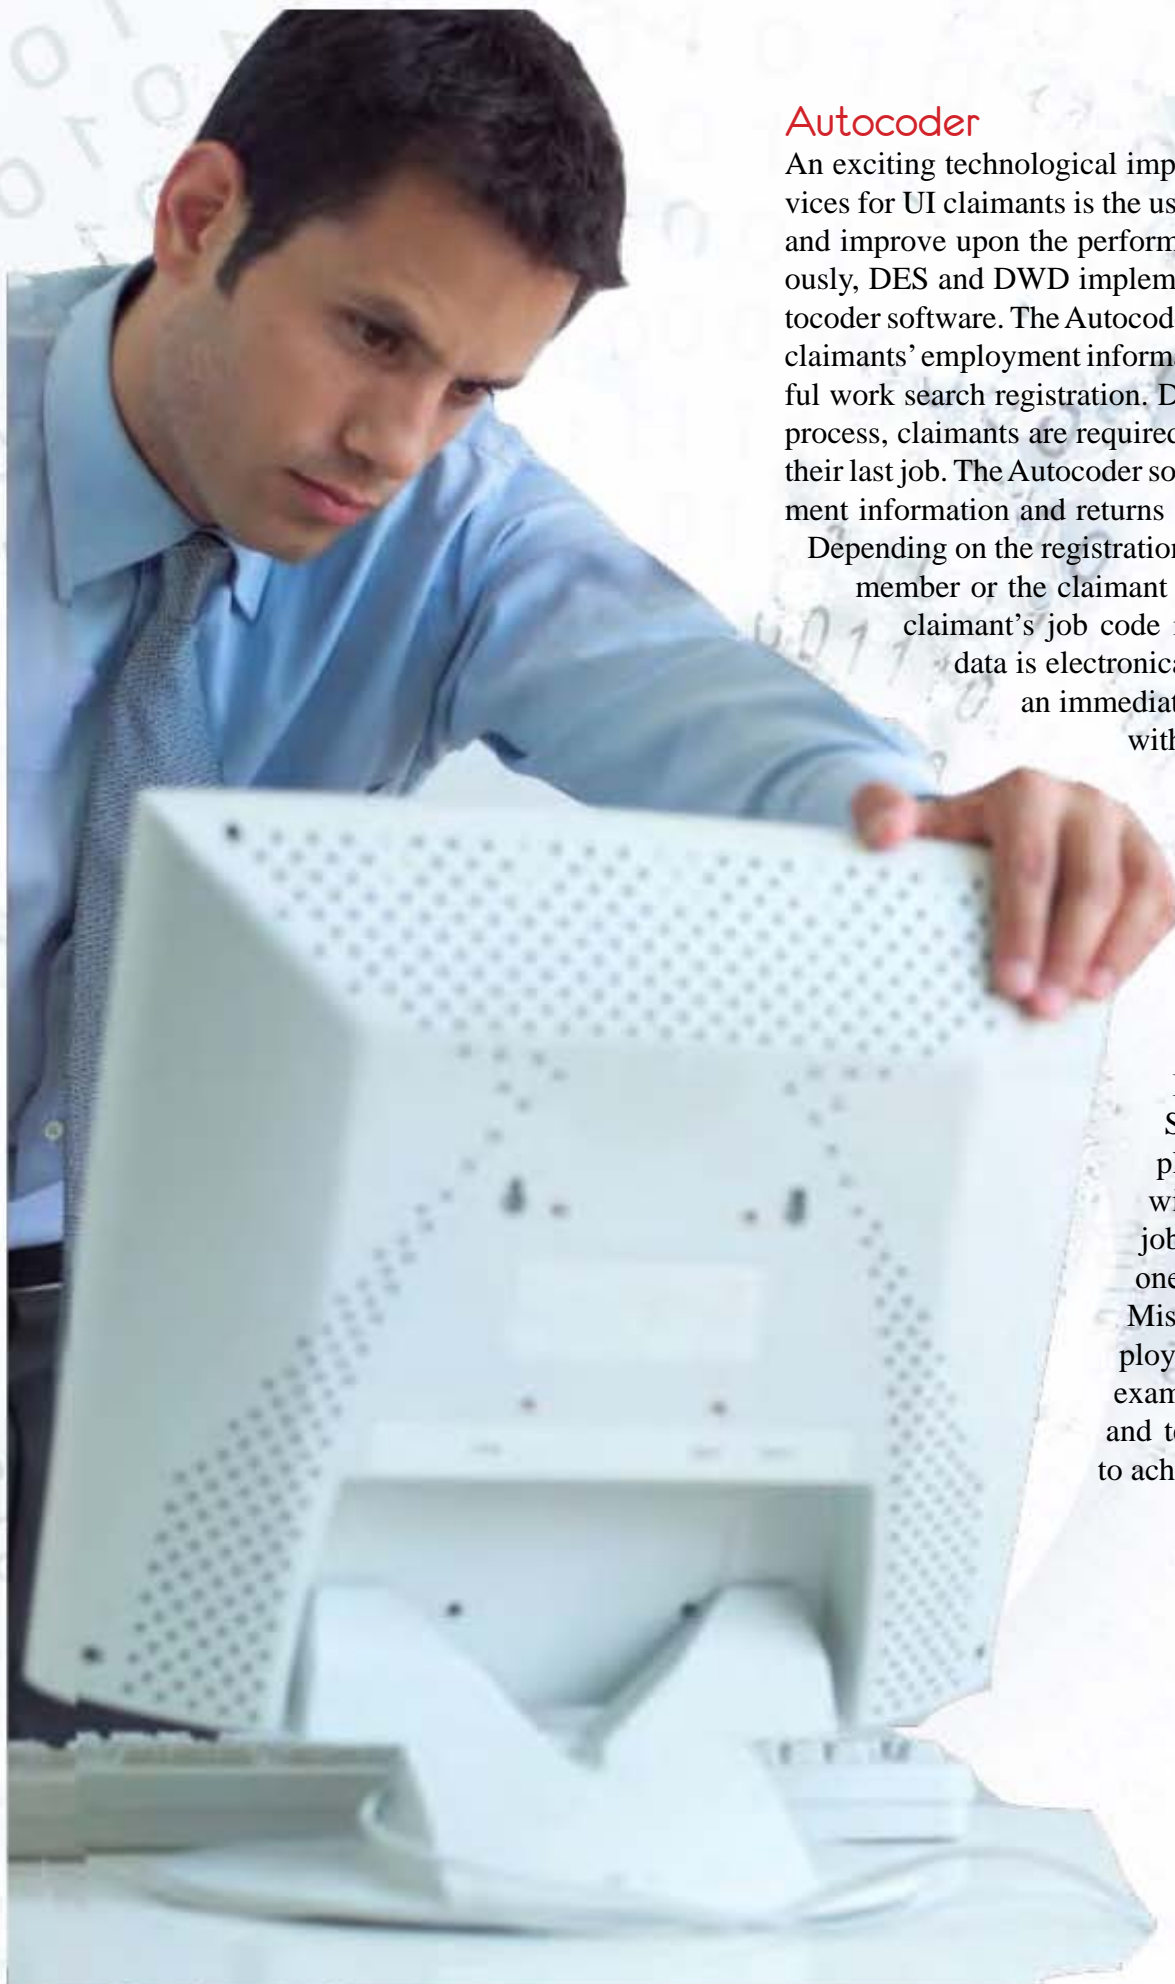 Autocoder
An exciting technological imp
vices for UI claimants is the us
and improve upon the perform
ously, DES and DWD implem
tocoder software. The Autocod
claimants' employment inform
ful work search registration. D
process, claimants are required
their last job. The Autocoder so
ment information and returns
Depending on the registration
member or the claimant
claimant's job code
data is electronica
an immediat
with
S
pl
wi
job
one
Mis
ploy
exam
and te
to ach